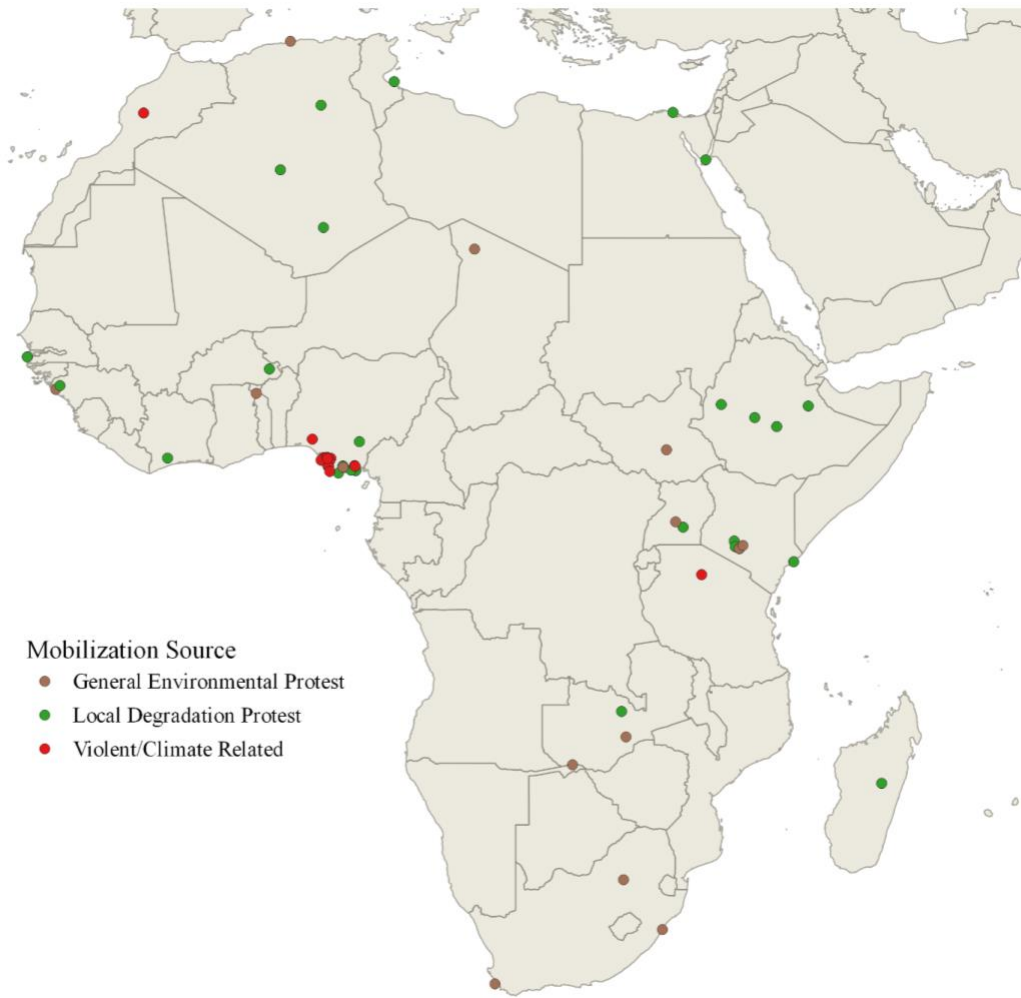 Mobilization Source
General Environmental Protest
Local Degradation Protest
Violent/Climate Related